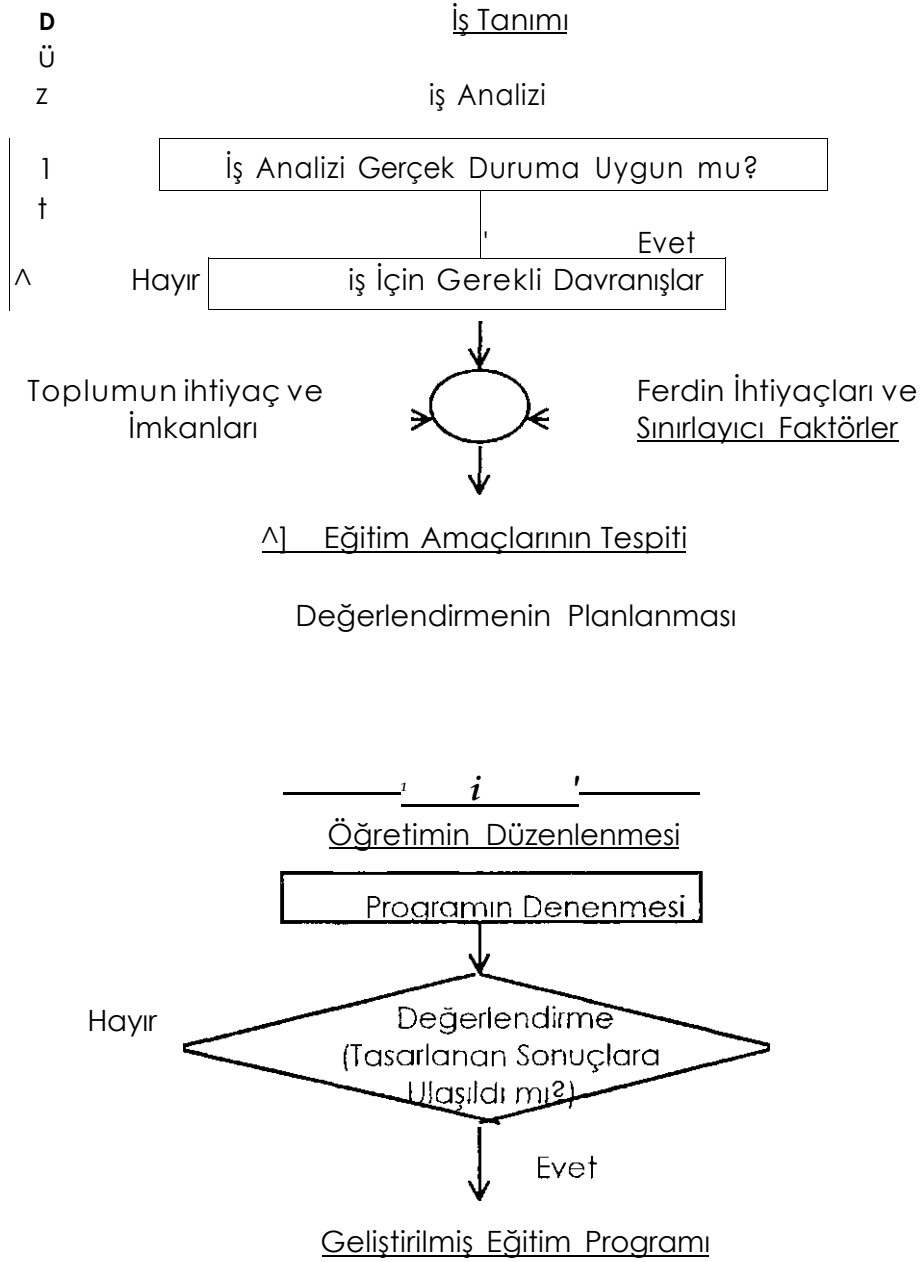 D
ü
z
1
t
^
İş Tanımı
iş Analizi
İş Analizi Gerçek Duruma Uygun mu?
' Evet
Hayır
iş İçin Gerekli Davranışlar
Toplumun ihtiyaç ve
İmkanları
Ferdin İhtiyaçları ve
Sınırlayıcı Faktörler
^] Eğitim Amaçlarının Tespiti
Değerlendirmenin Planlanması
1 i '
Öğretimin Düzenlenmesi
Programın Denenmesi
Hayır
Değerlendirme
(Tasarlanan Sonuçlara
Ulaşıldı mı?)
Evet
Geliştirilmiş Eğitim Programı